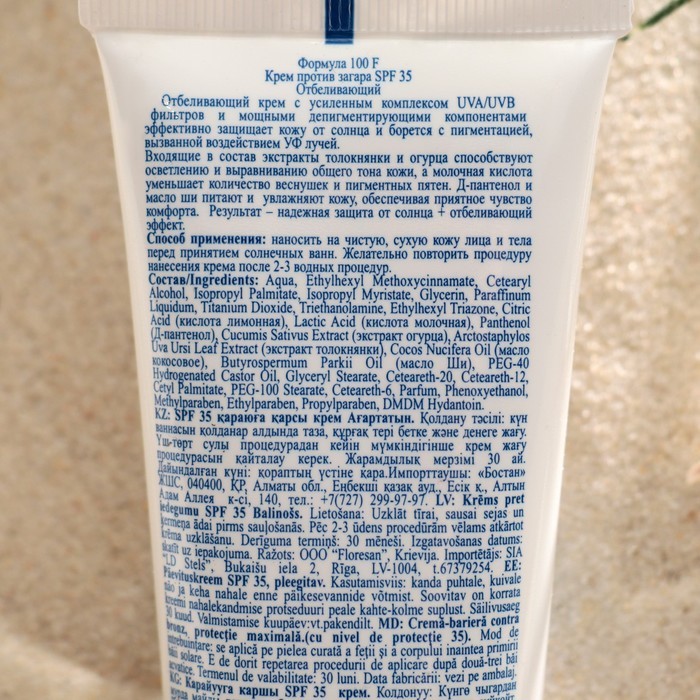 Формула 100 F
Крем против загара SPF 35
Отбеливающий
Отбеливающий крем с усиленным комплексом UVA/UVB
фильтров и мощными депигментирующими компонентами
эффективно защищает кожу от солнца и борется с пигментацией,
вызванной воздействием УФ лучей.
Входящие в состав экстракты толокнянки и огурца способствуют
осветлению и выравниванию общего тона кожи, а молочная кислота
уменьшает количество веснушек и пигментных пятен. Д-пантенол и
масло ши питают и увлажняют кожу, обеспечивая приятное чувство
комфорта. Результат – надежная защита от солнца + отбеливающий
эффект.
Способ применения: наносить на чистую, сухую кожу лица и тела
перед принятием солнечных ванн. Желательно повторить процедуру
нанесения крема после 2-3 водных процедур.
Состав/Ingredients: Aqua, Ethylhexyl Methoxycinnamate, Cetearyl
Alcohol, Isopropyl Palmitate, Isopropyl Myristate, Glycerin, Paraffinum
Liquidum, Titanium Dioxide, Triethanolamine, Ethylhexyl Triazone, Citric
Acid (кислота лимонная), Lactic Acid (кислота молочная), Panthenol
(Д-пантенол), Cucumis Sativus Extract (экстракт огурца), Arctostaphylos
Uva Ursi Leaf Extract (экстракт толокнянки), Cocos Nucifera Oil (масло
кокосовое), Butyrospermum Parkii Oil (масло Ши), PEG-40
Hydrogenated Castor Oil, Glyceryl Stearate, Ceteareth-20, Ceteareth-12,
Cetyl Palmitate, PEG-100 Stearate, Ceteareth-6, Parfum, Phenoxyethanol,
Methylparaben, Ethylparaben, Propylparaben, DMDM Hydantoin.
KZ: SPF 35 қараюға қарсы крем Ағартатын. Қолдану тәсілі: күн
ваннасын қолданар алдында таза, құрғақ тері бетке және денеге жағу.
Үш-төрт сулы процедурадан кейін мүмкіндігінше крем жағу
процедурасын қайталау керек. Жарамдылық мерзімі 30 ай.
Дайындалған күні: қораптың үстіне қара.Импорттаушы: «Бостан»
ЖШС, 040400, ҚР, Алматы обл., Еңбекші қазақ ауд., Есік қ., Алтын
Адам Аллея к-сі, 140, тел.: +7(727) 299-97-97. LV: Krēms pret
iedegumu SPF 35 Balinošs. Lietošana: Uzklāt tīrai, sausai sejas un
ķermeņa ādai pirms sauļošanās. Pēc 2-3 ūdens procedūrām vēlams atkārtot
krēma uzklāšanu. Derīguma termiņš: 30 mēneši. Izgatavošanas datums:
skatīt uz iepakojuma. Ražots: OOO “Floresan”, Krievija. Importētājs: SIA
“LD Stels”, Bukaišu iela 2, Rīga, LV-1004, t.67379254. EE:
Päevituskreem SPF 35, pleegitav. Kasutamisviis: kanda puhtale, kuivale
näo ja keha nahale enne päikesevannide võtmist. Soovitav on korrata
kreemi nahalekandmise protseduuri peale kahte-kolme suplust. Säilivusaeg
30 kuud. Valmistamise kuupäev:vt.pakendilt. MD: Cremă-barieră contra
bronz, protecție maximală.(cu nivel de protecție 35). Mod de
întrebuințare: se aplică pe pielea curată a feții și a corpului inaintea primirii
băi solare. E de dorit repetarea procedurii de aplicare după două-trei băi
acvatice. Termenul de valabilitate: 30 luni. Data fabricării: vezi pe ambalaj.
KG: Карайууга каршы SPF 35 крем. Колдонуу: Күнгө чыгардан